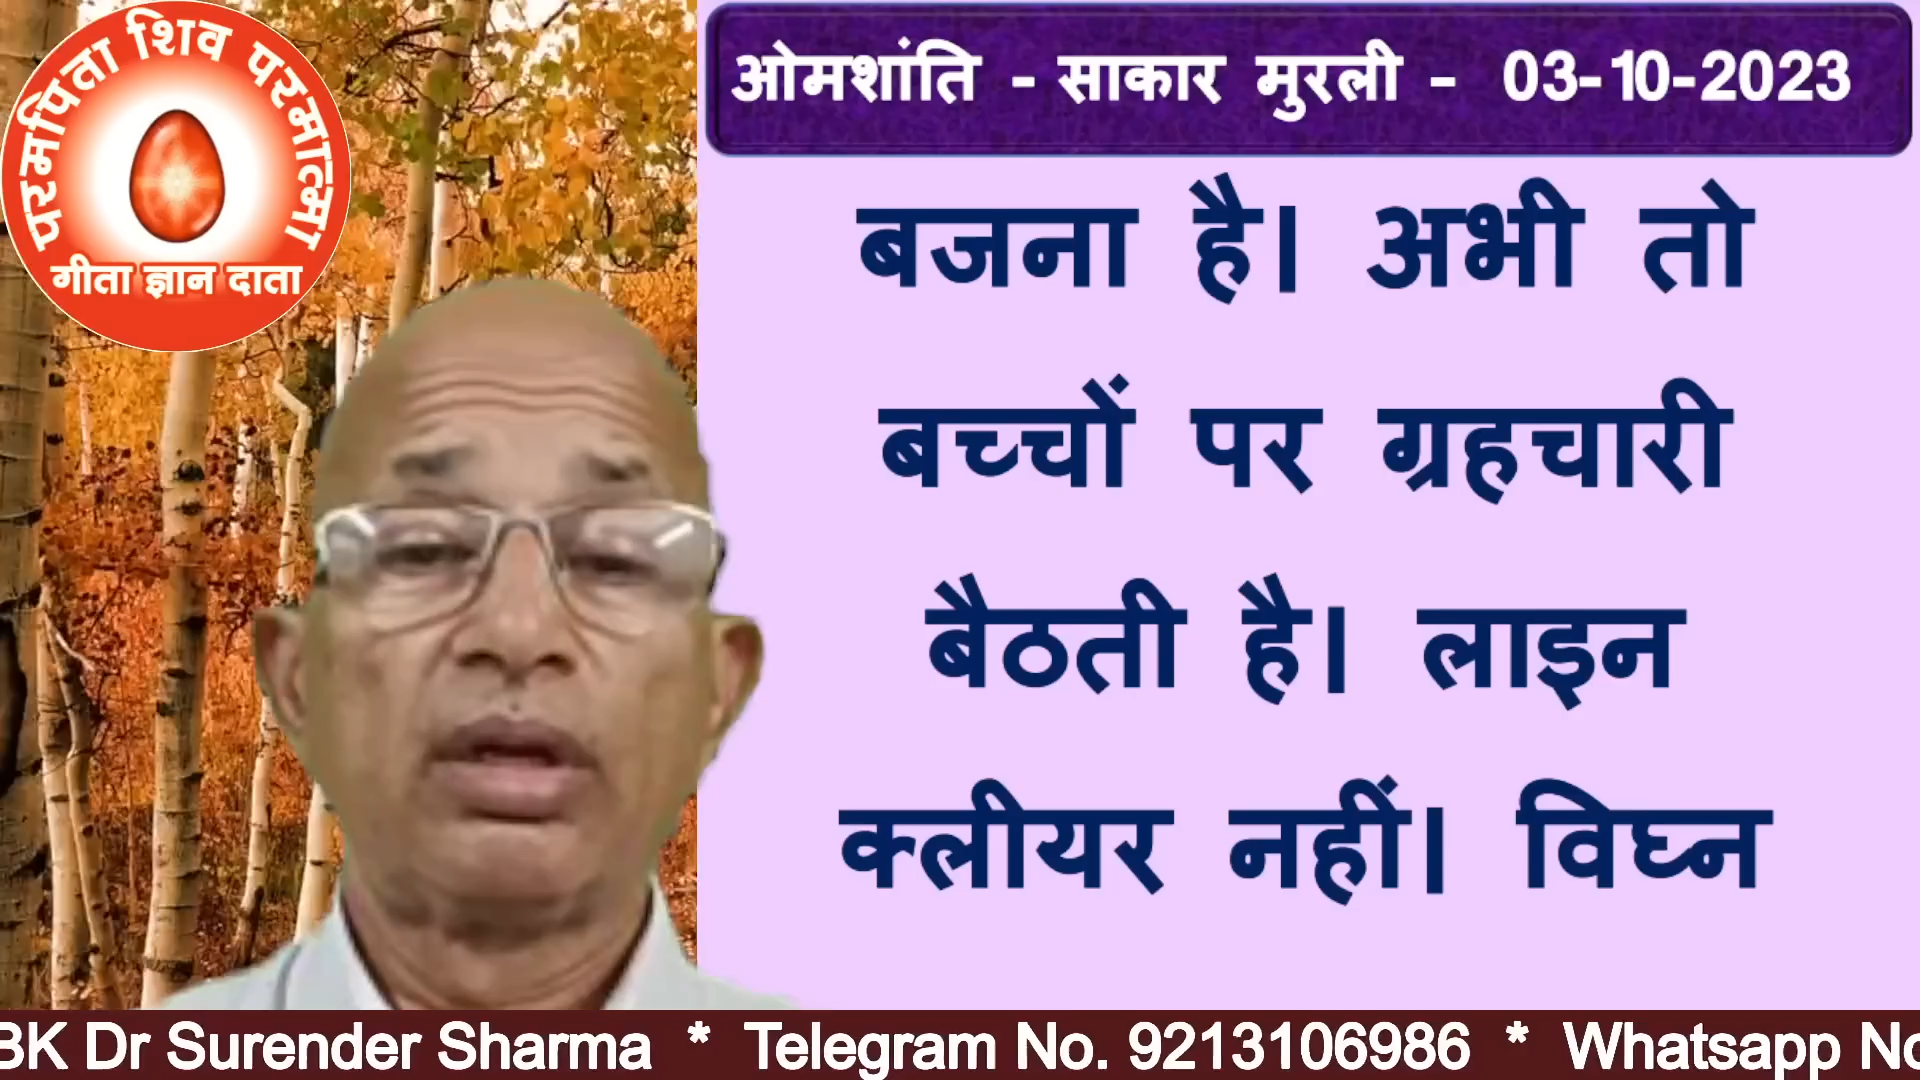 परमपिता शिव परमात्मा
गीता ज्ञान दाता
ओमशांति - साकार मुरली - 03-10-2023
बजना है। अभी तो
बच्चों पर ग्रहचारी
बैठती है। लाइन
क्लीयर नहीं। विघ्न
BK Dr Surender Sharma * Telegram No. 9213106986 * Whatsapp No